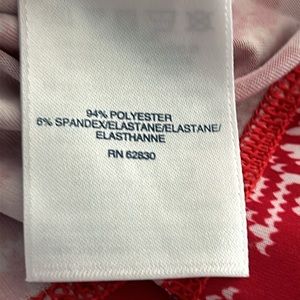 94% POLYESTER
6% SPANDEX/ELASTANE/ELASTANE/
ELASTHANNE
RN 62830